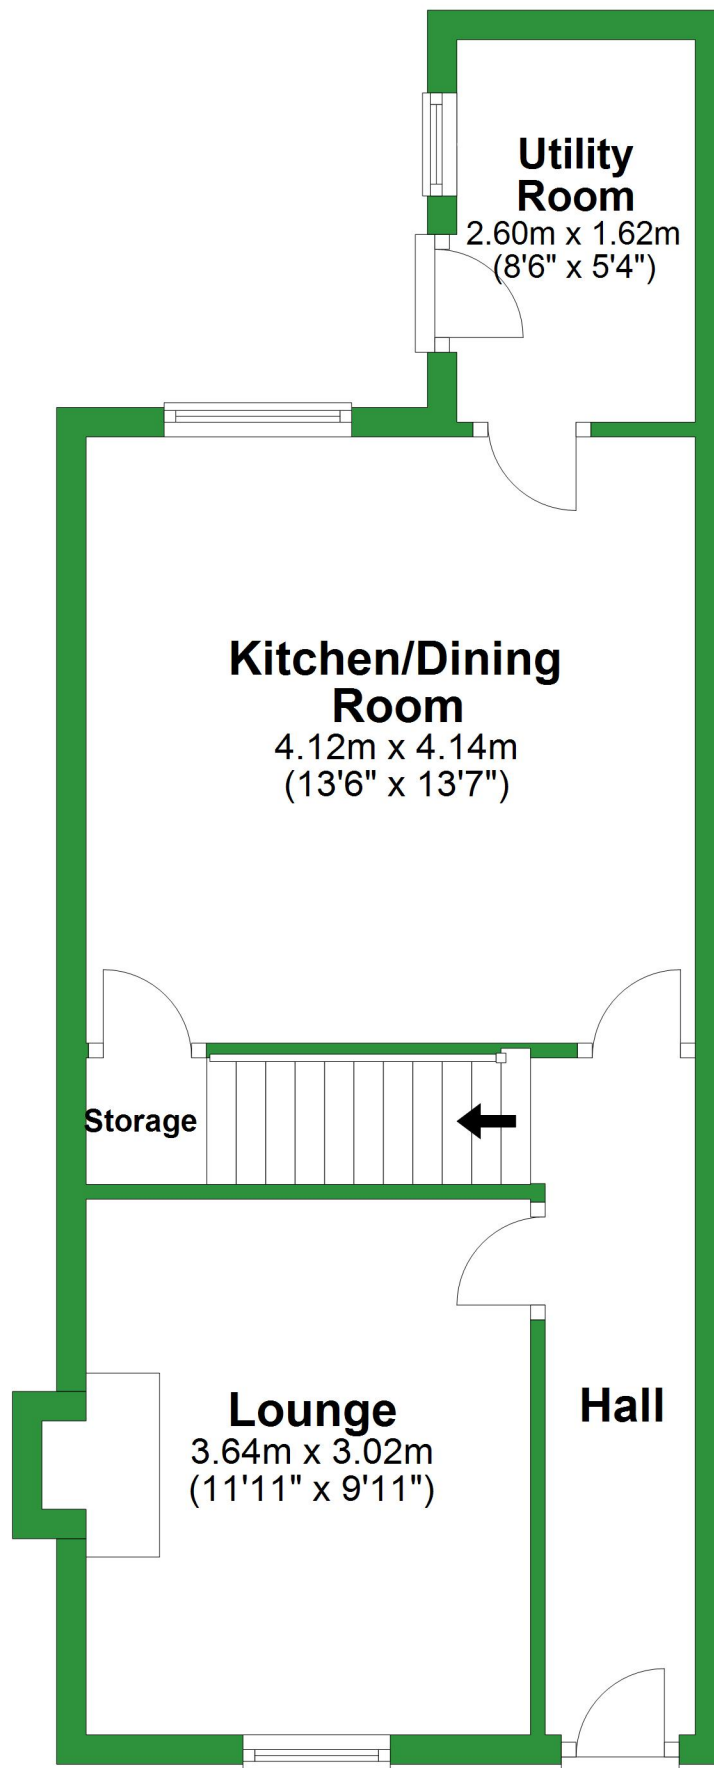 Utility
Room
2.60m x 1.62m
(8'6" x 5'4")
Kitchen/Dining
Room
4.12m x 4.14m
(13'6" x 13'7")
Storage
Lounge
3.64m x 3.02m
(11'11" x 9'11")
Hall